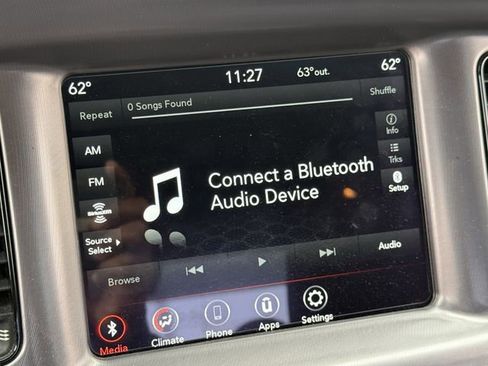 62°
11:27
63°out.
62°
Repeat
0 Songs Found
Shuffle
AM
FM
Source
Select
Connect a Bluetooth
Audio Device
Info
Trks
Setup
Browse
Audio
Media
Climate
Phone
Apps
Settings